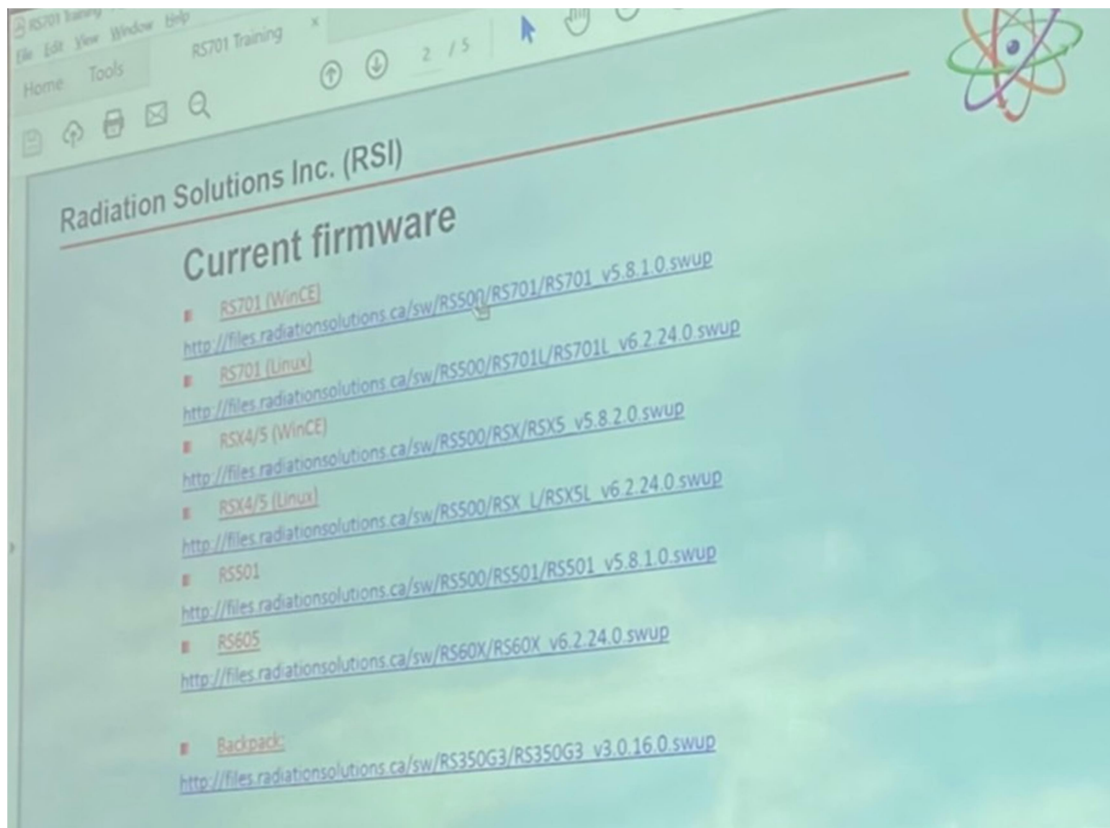 RS701 Training
File Edit View Window Help
Home Tools
RS701 Training ×
2 / 5
Radiation Solutions Inc. (RSI)
Current firmware
RS701 (WinCE)
http://files.radiationsolutions.ca/sw/RS500/RS701/RS701_v5.8.1.0.swup
RS701 (Linux)
http://files.radiationsolutions.ca/sw/RS500/RS701L/RS701L_v6.2.24.0.swup
RSX4/5 (WinCE)
http://files.radiationsolutions.ca/sw/RS500/RSX/RSX5_v5.8.2.0.swup
RSX4/5 (Linux)
http://files.radiationsolutions.ca/sw/RS500/RSX_L/RSX5L_v6.2.24.0.swup
RS501
http://files.radiationsolutions.ca/sw/RS500/RS501/RS501_v5.8.1.0.swup
RS605
http://files.radiationsolutions.ca/sw/RS60X/RS60X_v6.2.24.0.swup
Backpack:
http://files.radiationsolutions.ca/sw/RS350G3/RS350G3_v3.0.16.0.swup